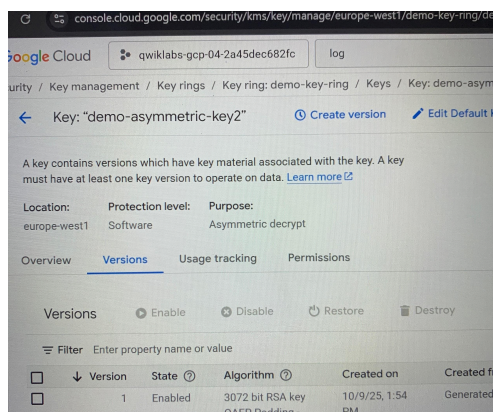 console.cloud.google.com/security/kms/key/manage/europe-west1/demo-key-ring/de
Google Cloud qwiklabs-gcp-04-2a45dec682fc log
urity / Key management / Key rings / Key ring: demo-key-ring / Keys / Key: demo-asym
Key: “demo-asymmetric-key2” Create version Edit Default
A key contains versions which have key material associated with the key. A key
must have at least one key version to operate on data. Learn more
Location: Protection level: Purpose:
europe-west1 Software Asymmetric decrypt
Overview Versions Usage tracking Permissions
Versions Enable Disable Restore Destroy
Filter Enter property name or value
Version State Algorithm Created on Created
1 Enabled 3072 bit RSA key 10/9/25, 1:54 Generated
OAEP Padding PM